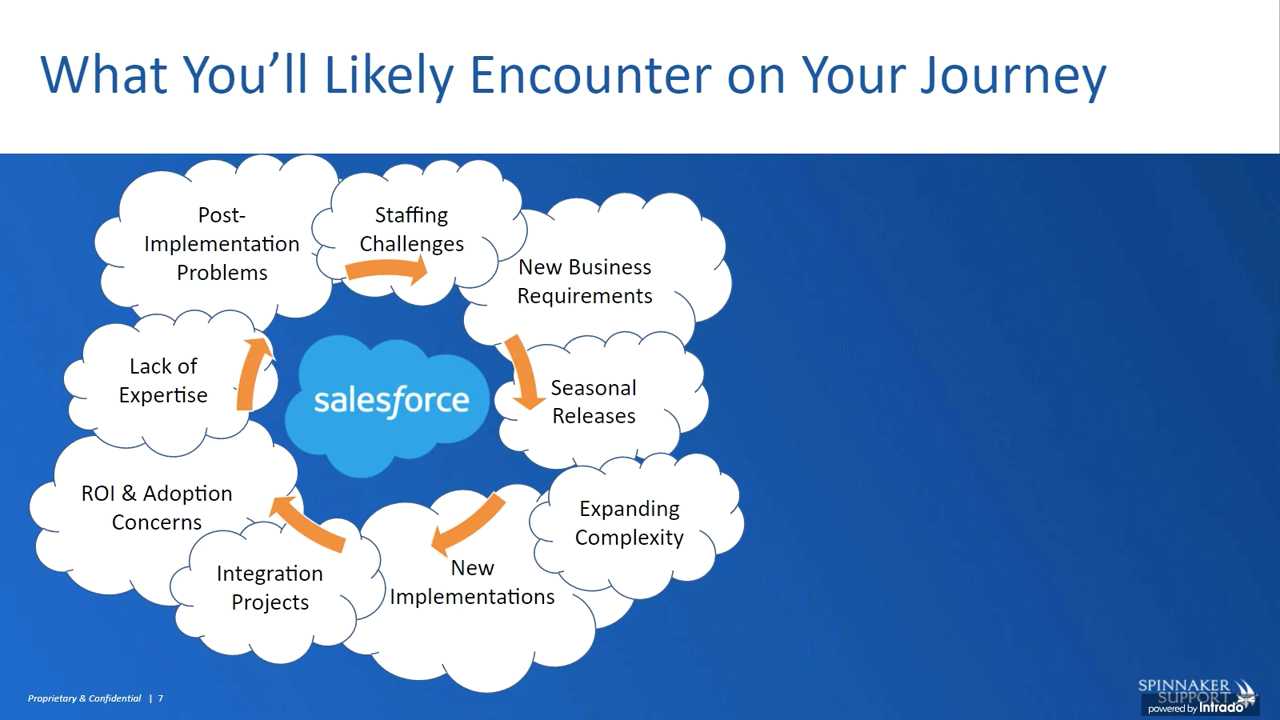 What You’ll Likely Encounter on Your Journey
Post-
Implementation
Problems
Staffing
Challenges
New Business
Requirements
Lack of
Expertise
salesforce
Seasonal
Releases
ROI & Adoption
Concerns
Expanding
Complexity
Integration
Projects
New
Implementations
Proprietary & Confidential | 7
SPINNAKER
SUPPORT
powered by Intrado